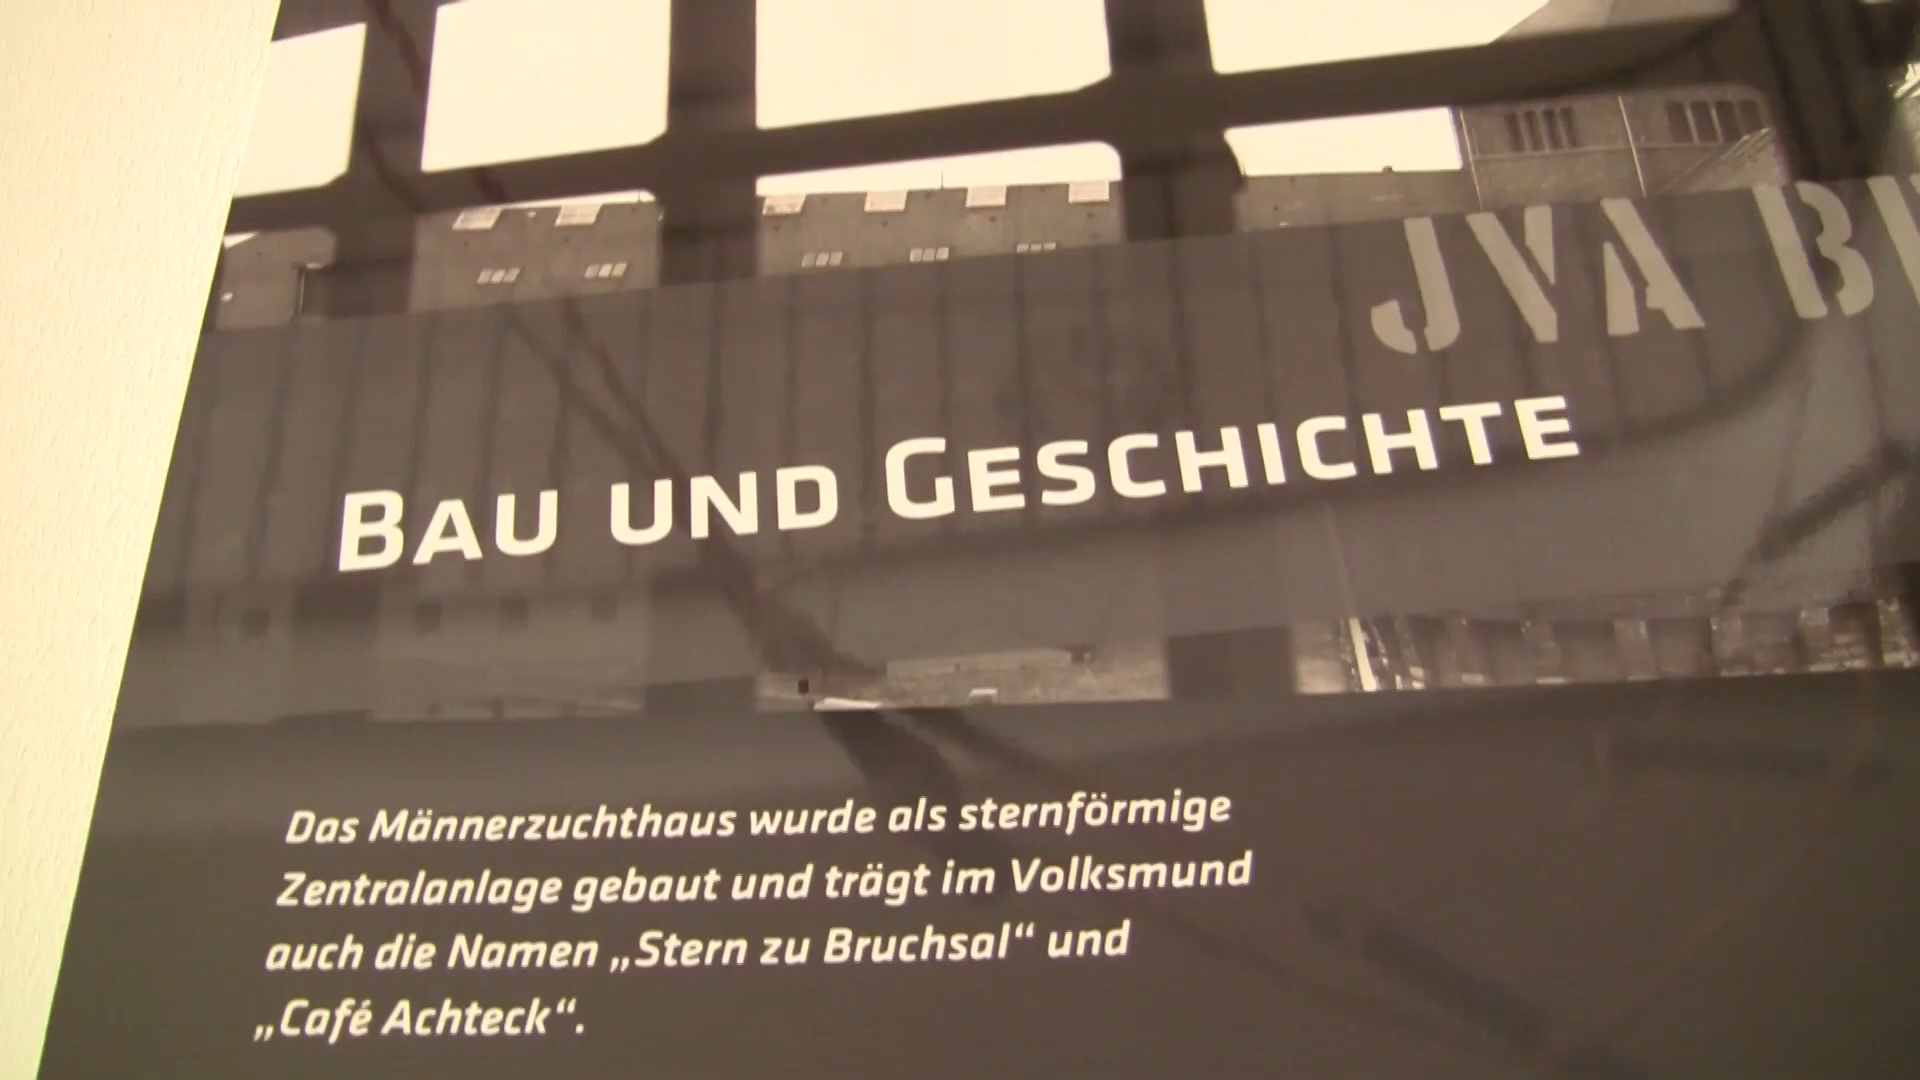 JVA
BAU UND GESCHICHTE
Das Männerzuchthaus wurde als sternförmige
Zentralanlage gebaut und trägt im Volksmund
auch die Namen „Stern zu Bruchsal“ und
„Café Achteck“.